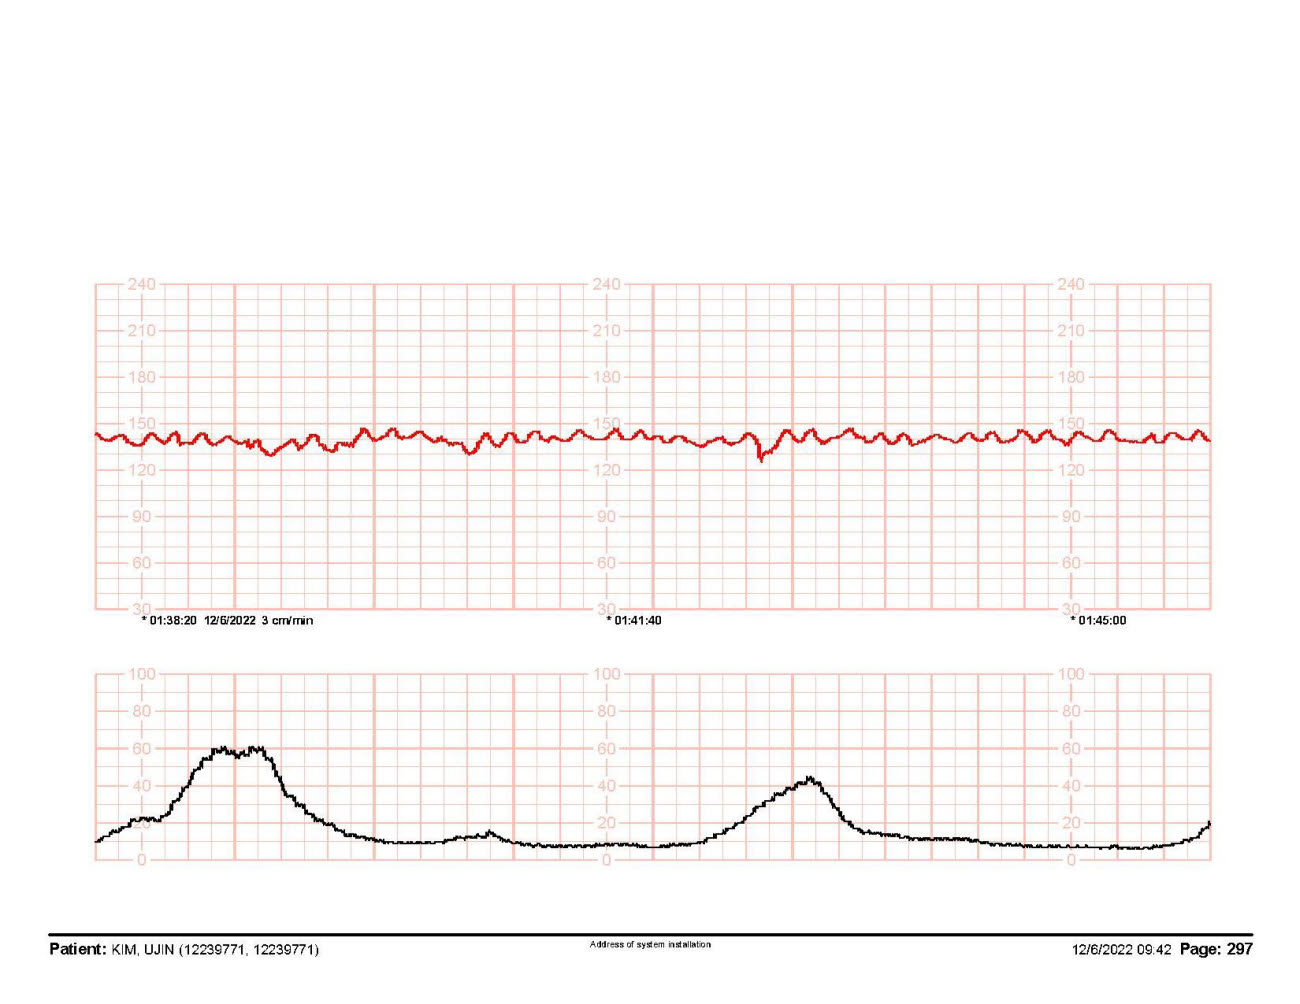 240 240 240
210 210 210
180 180 180
150 150 150
120 120 120
90 90 90
60 60 60
30 30 30
* 01:38:20 12/6/2022 3 cm/min * 01:41:40 * 01:45:00
100 100 100
80 80 80
60 60 60
40 40 40
20 20 20
0 0 0
Patient: KIM, UJIN (12239771, 12239771) Address of system installation 12/6/2022 09:42 Page: 297